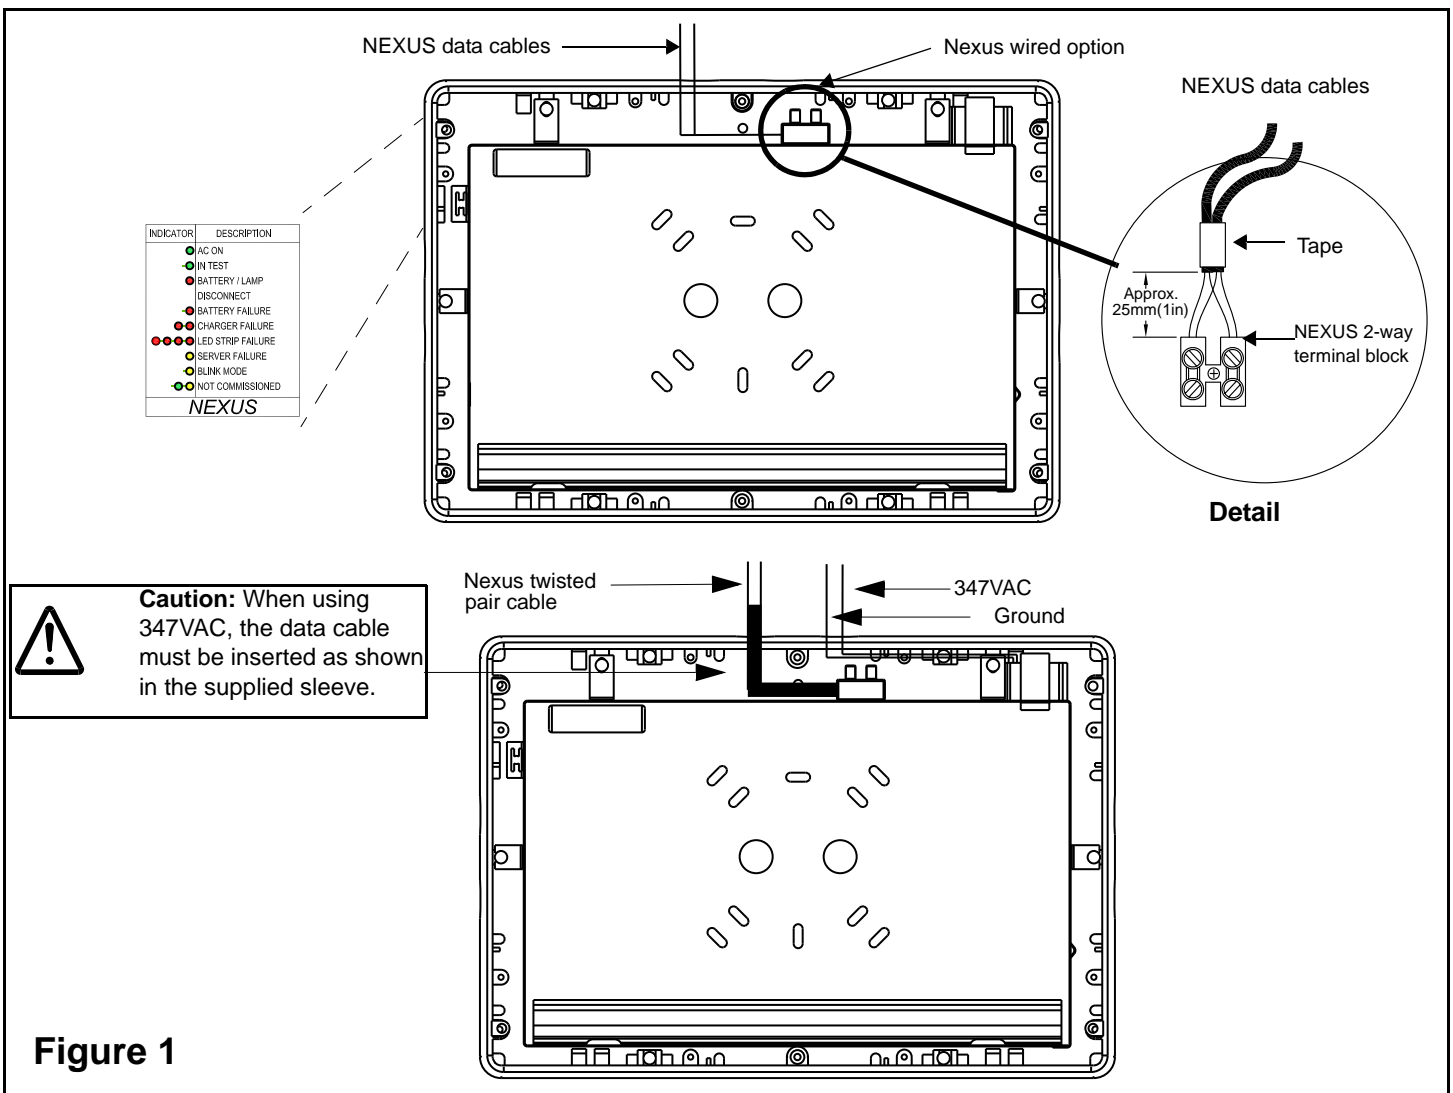 NEXUS data cables
Nexus wired option
NEXUS data cables
INDICATOR DESCRIPTION
AC ON
IN TEST
BATTERY / LAMP
DISCONNECT
BATTERY FAILURE
CHARGER FAILURE
LED STRIP FAILURE
SERVER FAILURE
BLINK MODE
NOT COMMISSIONED
NEXUS
Tape
Approx.
25mm(1in)
NEXUS 2-way
terminal block
Detail
Caution: When using
347VAC, the data cable
must be inserted as shown
in the supplied sleeve.
Nexus twisted
pair cable
347VAC
Ground
Figure 1